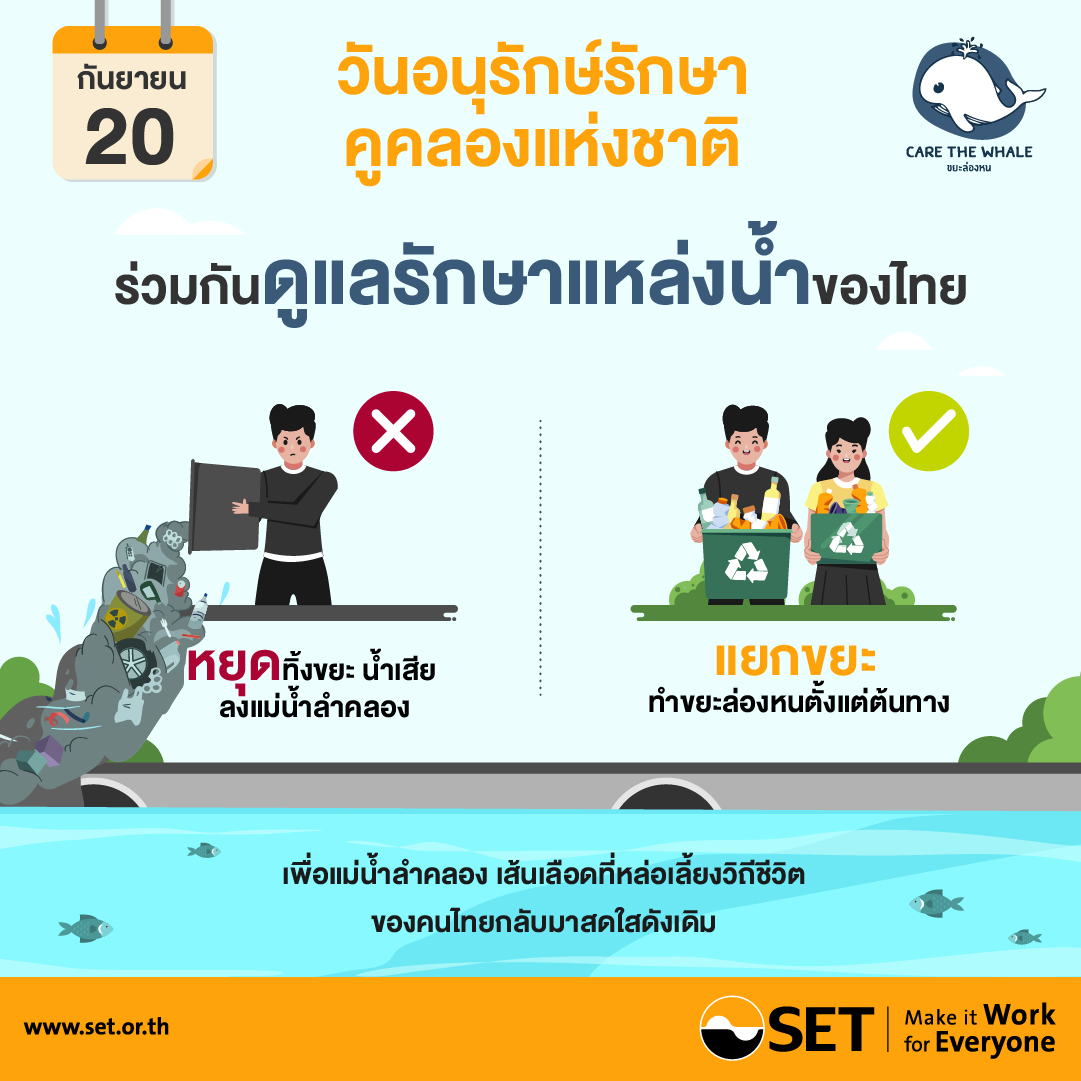 กันยายน
20
วันอนุรักษ์รักษา
คูคลองแห่งชาติ
CARE THE WHALE
ขยะล่องหน
ร่วมกันดูแลรักษาแหล่งน้ำของไทย
หยุดทิ้งขยะ น้ำเสีย
ลงแม่น้ำลำคลอง
แยกขยะ
ทำขยะล่องหนตั้งแต่ต้นทาง
เพื่อแม่น้ำลำคลอง เส้นเลือดที่หล่อเลี้ยงวิถีชีวิต
ของคนไทยกลับมาสดใสดังเดิม
www.set.or.th
SET
Make it Work
for Everyone